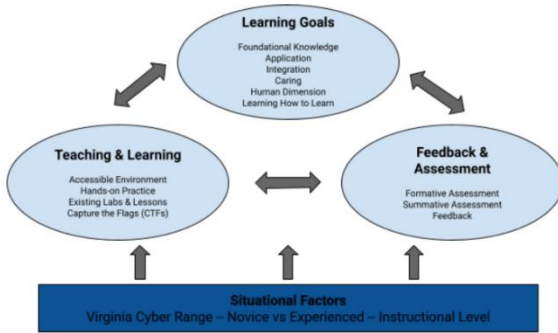 Learning Goals
Foundational Knowledge
Application
Integration
Caring
Human Dimension
Learning How to Learn
Teaching & Learning
Accessible Environment
Hands-on Practice
Existing Labs & Lessons
Capture the Flags (CTFs)
Feedback &
Assessment
Formative Assessment
Summative Assessment
Feedback
Situational Factors
Virginia Cyber Range -- Novice vs Experienced -- Instructional Level